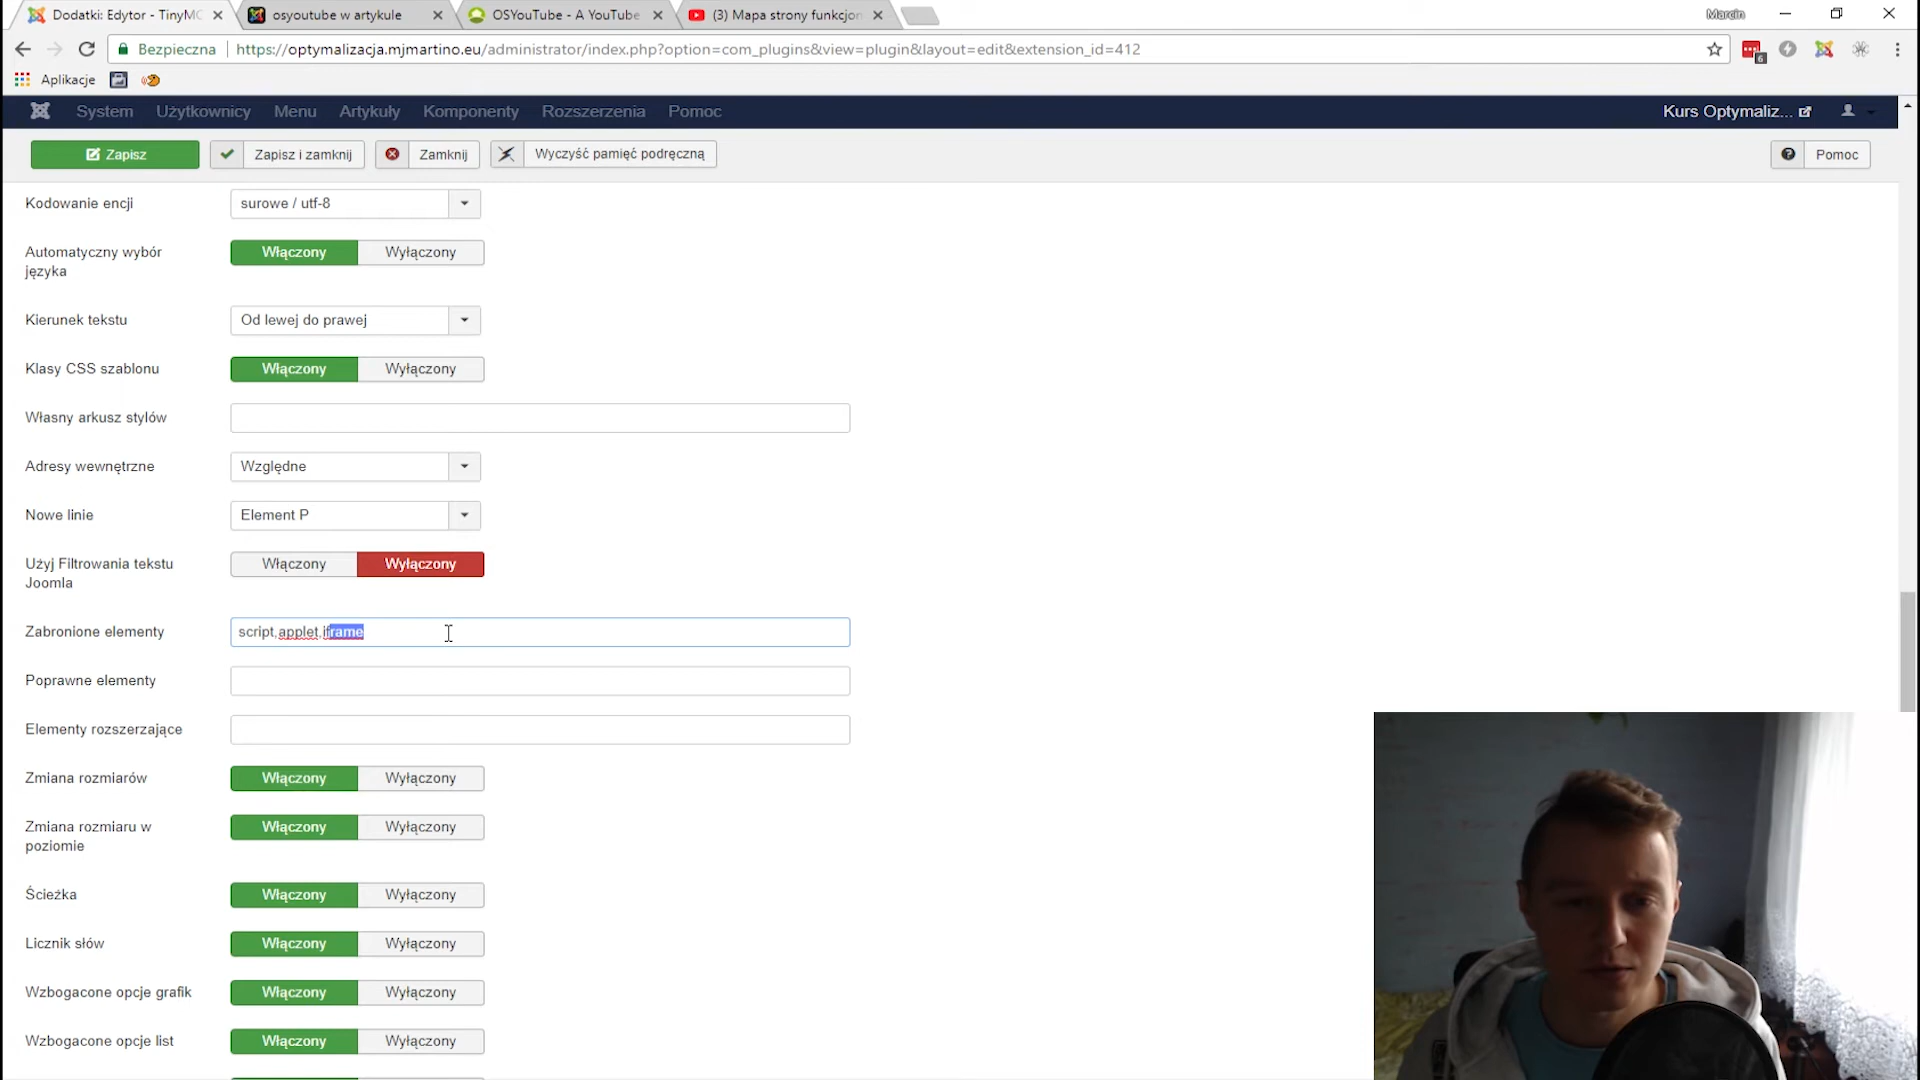 Dodatki: Edytor - TinyMC
osyoutube w artykule
OSYouTube - A YouTube
(3) Mapa strony funkcjon
Marcin
Bezpieczna
https://optymalizacja.mjmartino.eu/administrator/index.php?option=com_plugins&view=plugin&layout=edit&extension_id=412
6
Aplikacje
System Użytkownicy Menu Artykuły Komponenty Rozszerzenia Pomoc
Kurs Optymaliz...
Zapisz
Zapisz i zamknij
Zamknij
Wyczyść pamięć podręczną
Pomoc
Kodowanie encji
surowe / utf-8
Automatyczny wybór
języka
Włączony Wyłączony
Kierunek tekstu
Od lewej do prawej
Klasy CSS szablonu
Włączony Wyłączony
Własny arkusz stylów
Adresy wewnętrzne
Względne
Nowe linie
Element P
Użyj Filtrowania tekstu
Joomla
Włączony Wyłączony
Zabronione elementy
script,applet,iframe
Poprawne elementy
Elementy rozszerzające
Zmiana rozmiarów
Włączony Wyłączony
Zmiana rozmiaru w
poziomie
Włączony Wyłączony
Ścieżka
Włączony Wyłączony
Licznik słów
Włączony Wyłączony
Wzbogacone opcje grafik
Włączony Wyłączony
Wzbogacone opcje list
Włączony Wyłączony